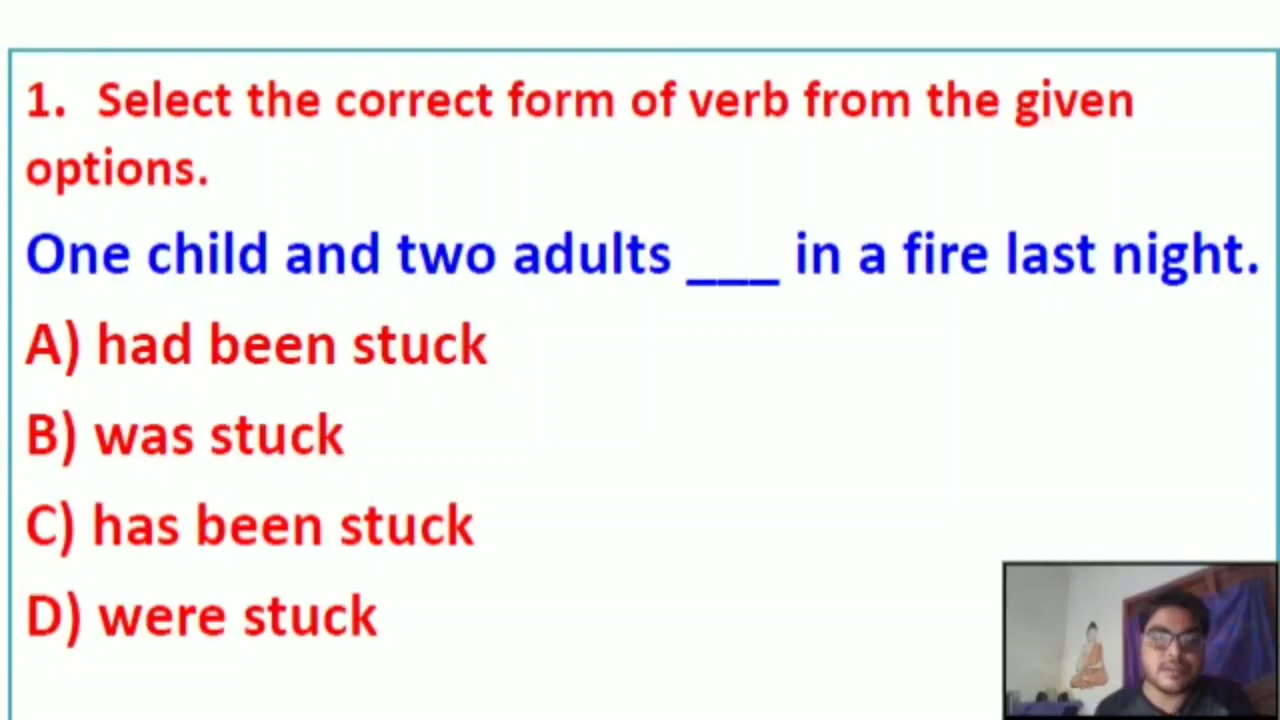 1. Select the correct form of verb from the given
options.
One child and two adults ___ in a fire last night.
A) had been stuck
B) was stuck
C) has been stuck
D) were stuck